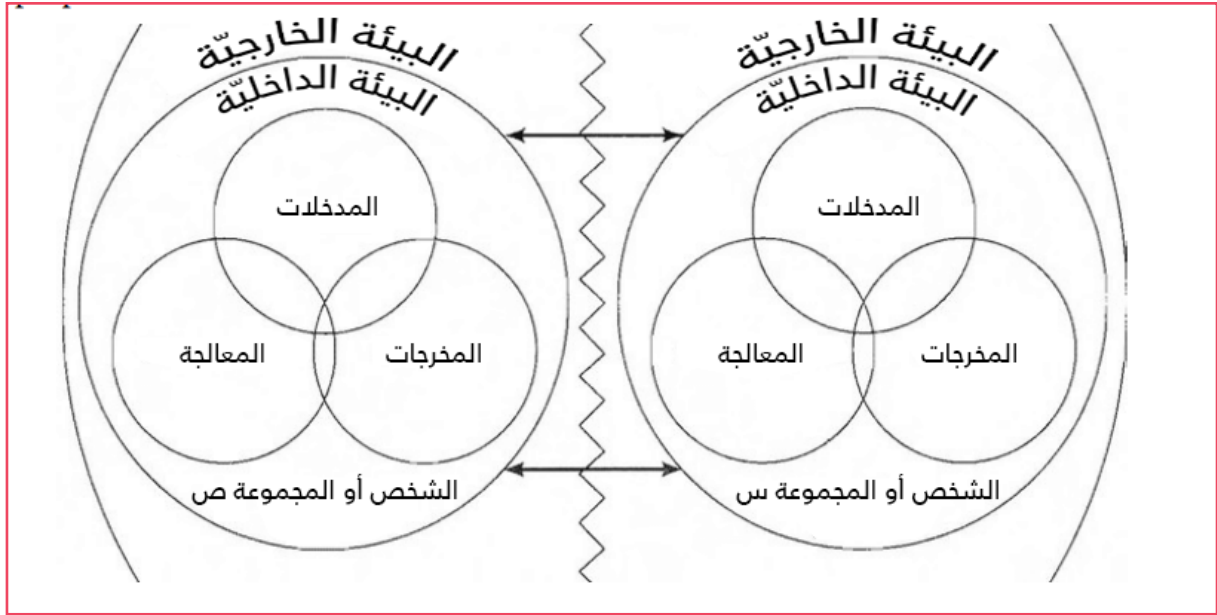 البيئة الخارجيّة
البيئة الداخليّة
المدخلات
المخرجات
المعالجة
الشخص أو المجموعة س
البيئة الخارجيّة
البيئة الداخليّة
المدخلات
المخرجات
المعالجة
الشخص أو المجموعة ص